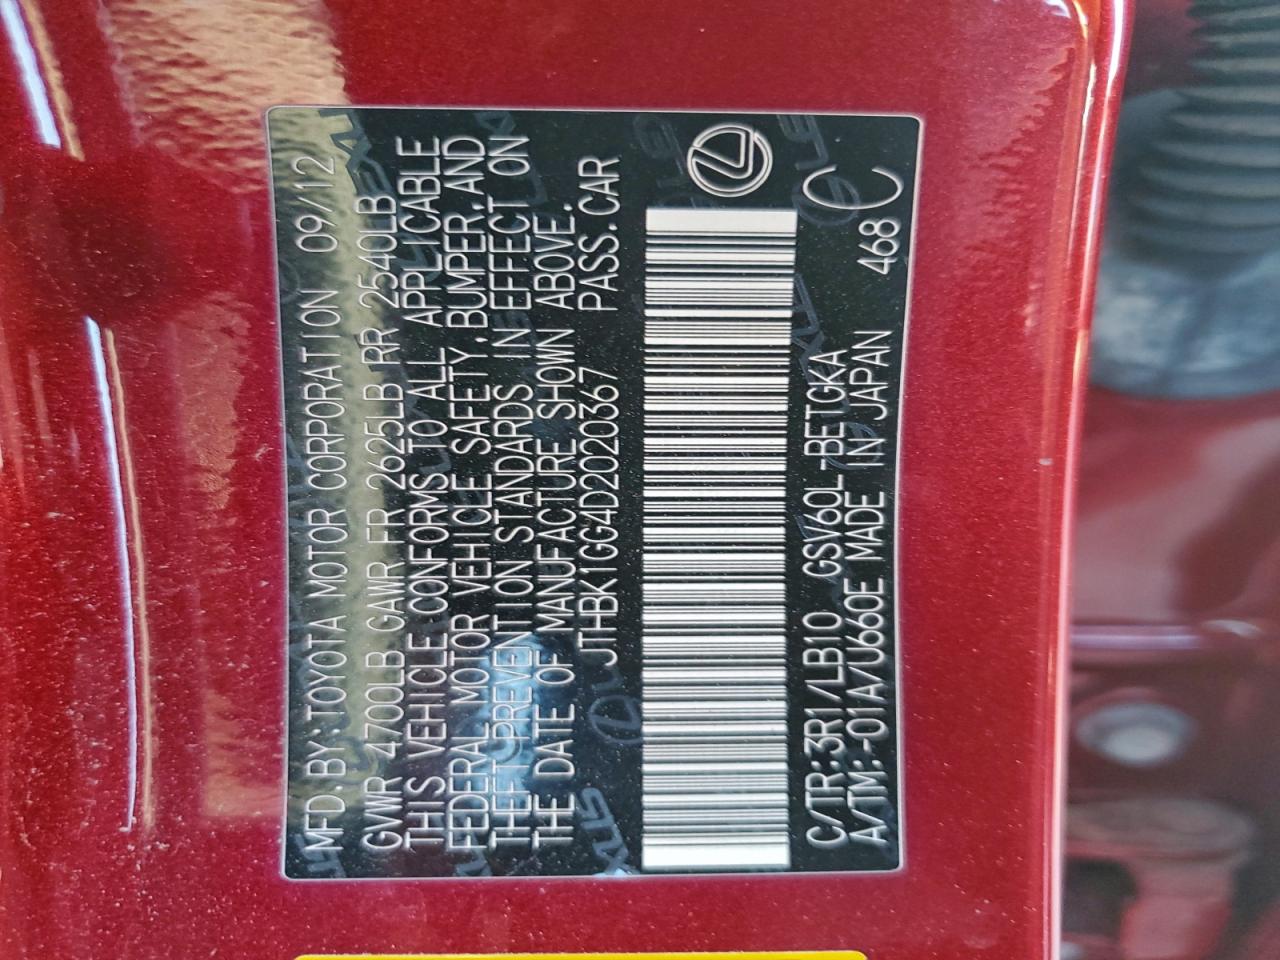 MFD.BY:TOYOTA MOTOR CORPORATION 09/12
GVWR 4700LB GAWR FR 2625LB RR 2540LB
THIS VEHICLE CONFORMS TO ALL APPLICABLE
FEDERAL MOTOR VEHICLE SAFETY,BUMPER,AND
THEFT PREVENTION STANDARDS IN EFFECT ON
THE DATE OF MANUFACTURE SHOWN ABOVE.
JTHBK1GG4D2020367 PASS.CAR
C/TR:3R1/LB10 GSV60L-BETGKA
A/TM:-01A/U660E MADE IN JAPAN 468 C